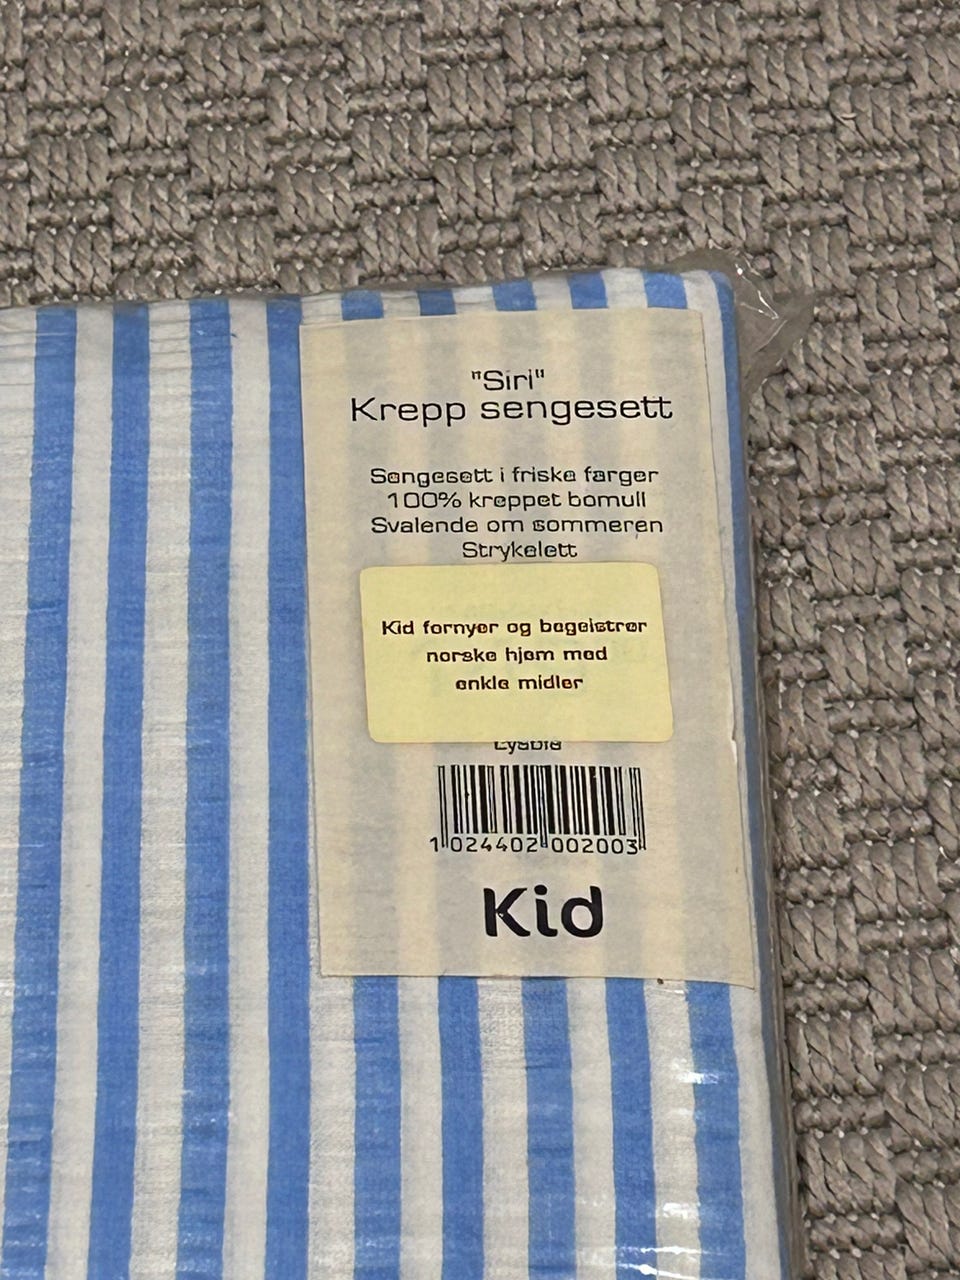 "Siri"
Krepp sengesett
Sengesett i friske farger
100% kreppet bomull
Svalende om sommeren
Strykelett
Kid fornyer og begeistrer
norske hjem med
enkle midler
Lysblå
1 024402 002003
Kid